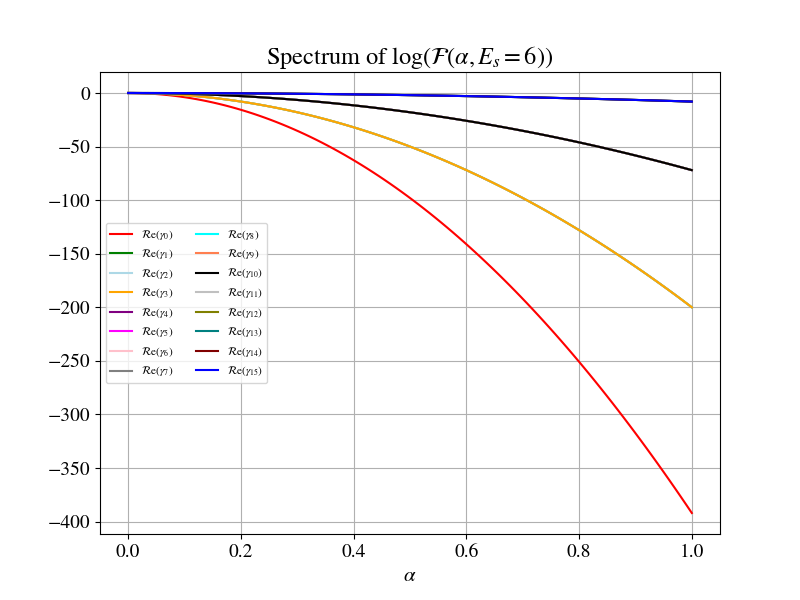 Spectrum of log(ℱ(α, E_s = 6))
0
−50
−100
−150
−200
−250
−300
−350
−400
ℛe(γ₀) ℛe(γ₈)
ℛe(γ₁) ℛe(γ₉)
ℛe(γ₂) ℛe(γ₁₀)
ℛe(γ₃) ℛe(γ₁₁)
ℛe(γ₄) ℛe(γ₁₂)
ℛe(γ₅) ℛe(γ₁₃)
ℛe(γ₆) ℛe(γ₁₄)
ℛe(γ₇) ℛe(γ₁₅)
0.0 0.2 0.4 0.6 0.8 1.0
α